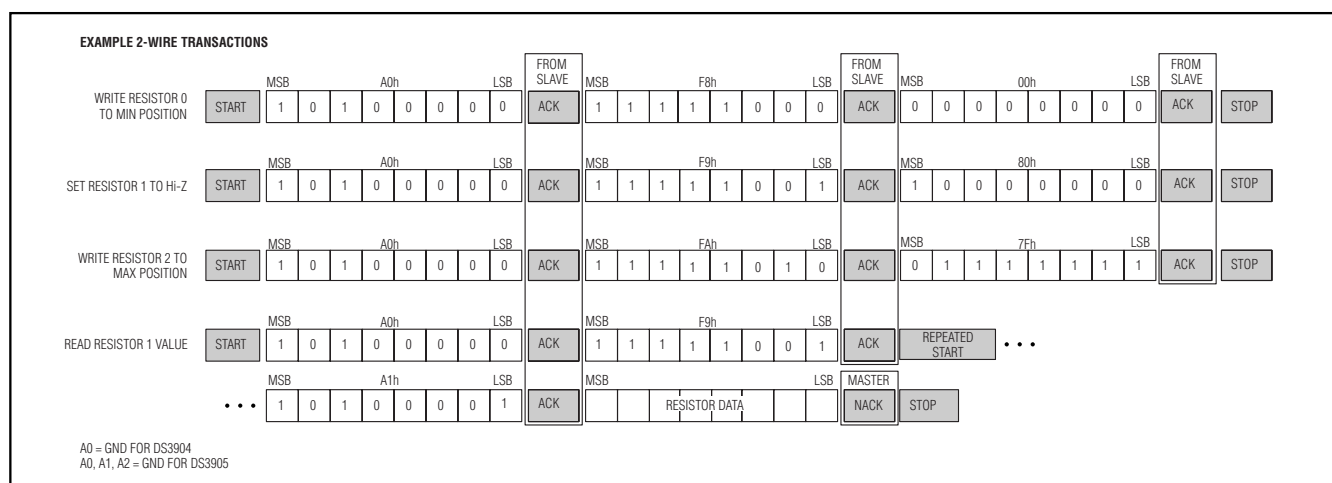 EXAMPLE 2-WIRE TRANSACTIONS
FROM SLAVE FROM SLAVE FROM SLAVE
MSB A0h LSB MSB F8h LSB MSB 00h LSB
WRITE RESISTOR 0 TO MIN POSITION START 1 0 1 0 0 0 0 0 ACK 1 1 1 1 1 0 0 0 ACK 0 0 0 0 0 0 0 0 ACK STOP
MSB A0h LSB MSB F9h LSB MSB 80h LSB
SET RESISTOR 1 TO Hi-Z START 1 0 1 0 0 0 0 0 ACK 1 1 1 1 1 0 0 1 ACK 1 0 0 0 0 0 0 0 ACK STOP
MSB A0h LSB MSB FAh LSB MSB 7Fh LSB
WRITE RESISTOR 2 TO MAX POSITION START 1 0 1 0 0 0 0 0 ACK 1 1 1 1 1 0 1 0 ACK 0 1 1 1 1 1 1 1 ACK STOP
MSB A0h LSB MSB F9h LSB
READ RESISTOR 1 VALUE START 1 0 1 0 0 0 0 0 ACK 1 1 1 1 1 0 0 1 ACK REPEATED START • • •
MSB A1h LSB MSB LSB MASTER
• • • 1 0 1 0 0 0 0 1 ACK RESISTOR DATA NACK STOP
A0 = GND FOR DS3904
A0, A1, A2 = GND FOR DS3905